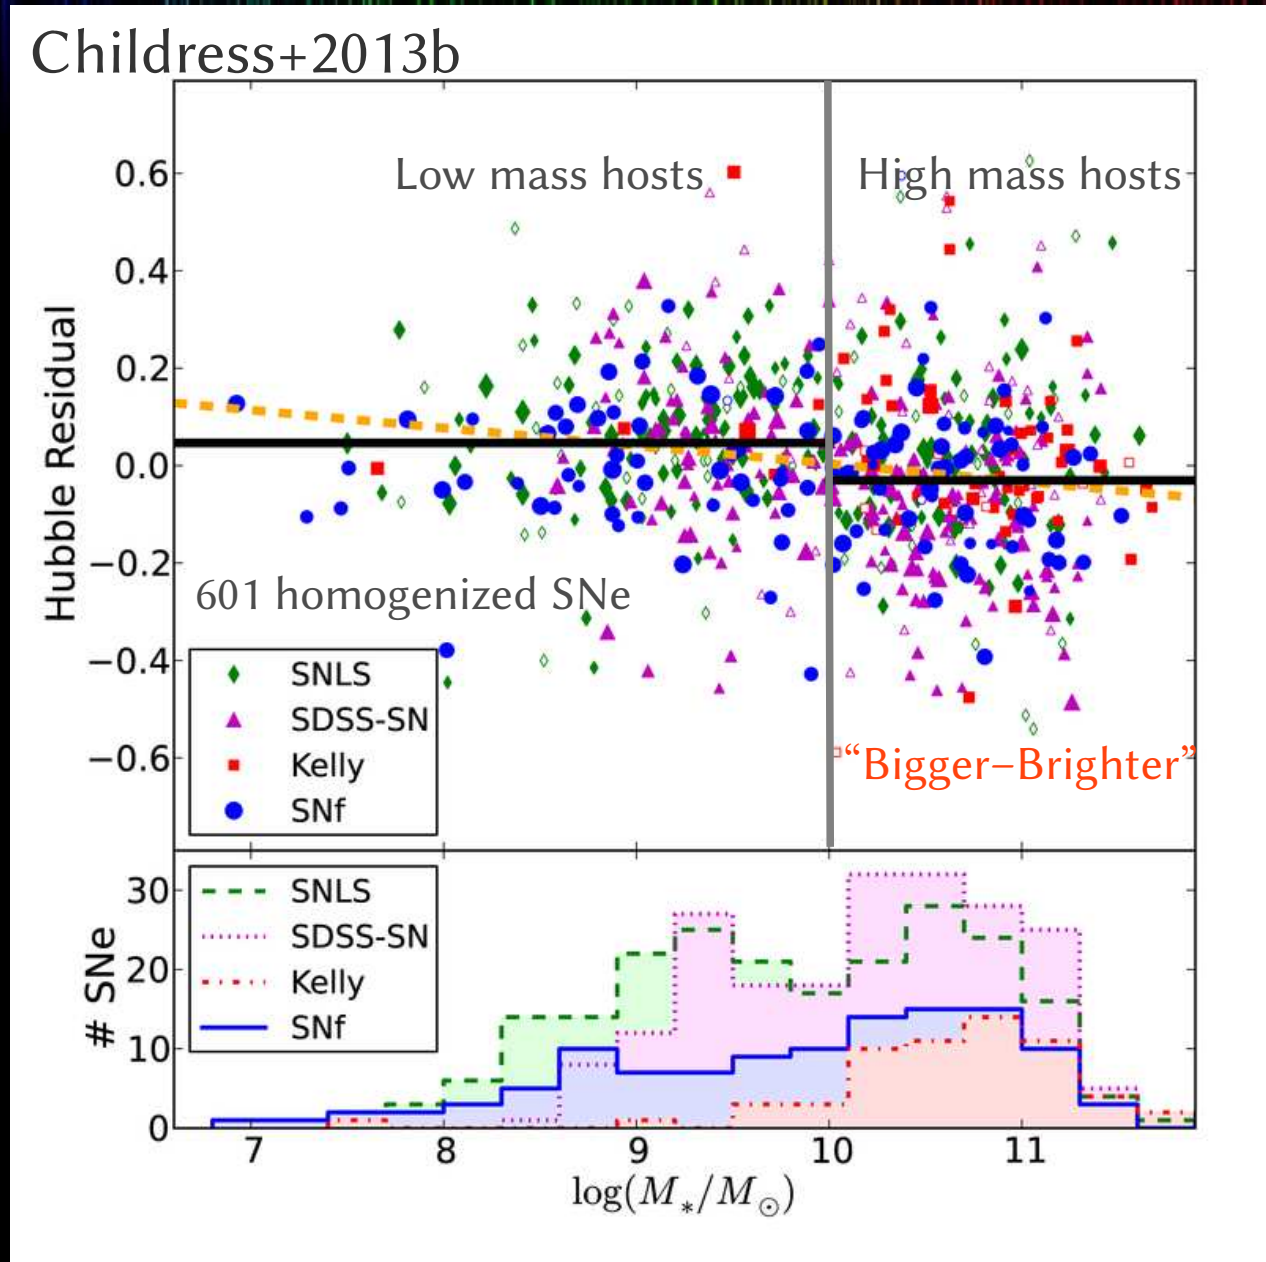 Childress+2013b
Low mass hosts
High mass hosts
0.6
0.4
0.2
0.0
−0.2
−0.4
−0.6
Hubble Residual
601 homogenized SNe
SNLS
SDSS-SN
Kelly
SNf
“Bigger–Brighter”
30
20
10
0
# SNe
SNLS
SDSS-SN
Kelly
SNf
7 8 9 10 11
log(M*/M☉)